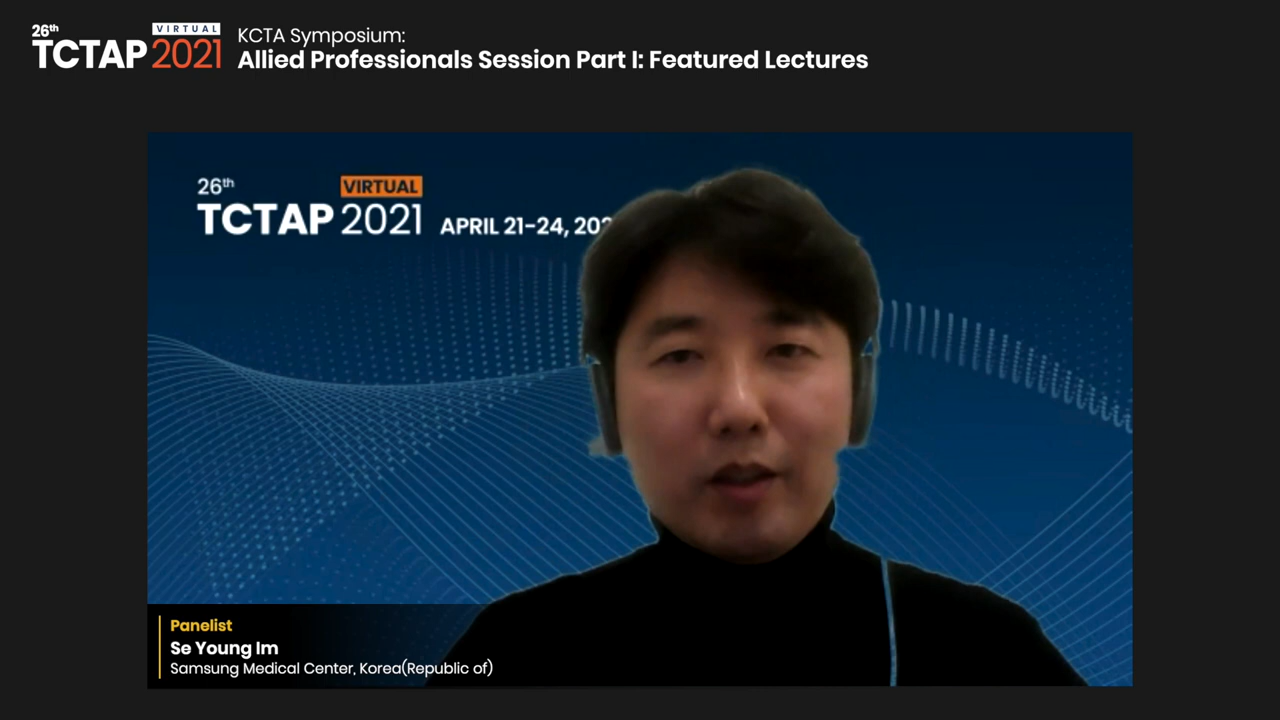 26th
VIRTUAL
TCTAP 2021
KCTA Symposium:
Allied Professionals Session Part I: Featured Lectures
26th
VIRTUAL
TCTAP 2021 APRIL 21-24, 202
Panelist
Se Young Im
Samsung Medical Center, Korea(Republic of)